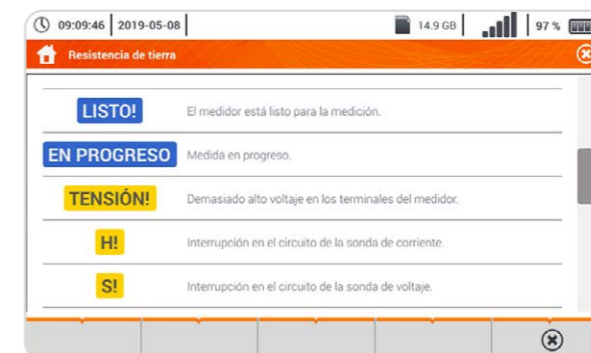 09:09:46 2019-05-08 14.9 GB 97 %
Resistencia de tierra
LISTO! El medidor está listo para la medición.
EN PROGRESO Medida en progreso.
TENSIÓN! Demasiado alto voltaje en los terminales del medidor.
H! Interrupción en el circuito de la sonda de corriente.
S! Interrupción en el circuito de la sonda de voltaje.